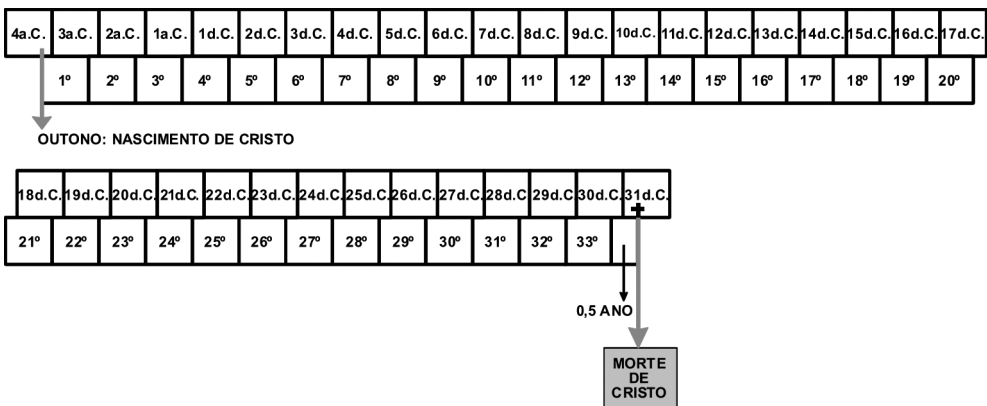 4a.C. 3a.C. 2a.C. 1a.C. 1d.C. 2d.C. 3d.C. 4d.C. 5d.C. 6d.C. 7d.C. 8d.C. 9d.C. 10d.C. 11d.C. 12d.C. 13d.C. 14d.C. 15d.C. 16d.C. 17d.C.
1º 2º 3º 4º 5º 6º 7º 8º 9º 10º 11º 12º 13º 14º 15º 16º 17º 18º 19º 20º
OUTONO: NASCIMENTO DE CRISTO
18d.C. 19d.C. 20d.C. 21d.C. 22d.C. 23d.C. 24d.C. 25d.C. 26d.C. 27d.C. 28d.C 29d.C 30d.C. 31d.C.
21º 22º 23º 24º 25º 26º 27º 28º 29º 30º 31º 32º 33º
0,5 ANO
MORTE
DE
CRISTO